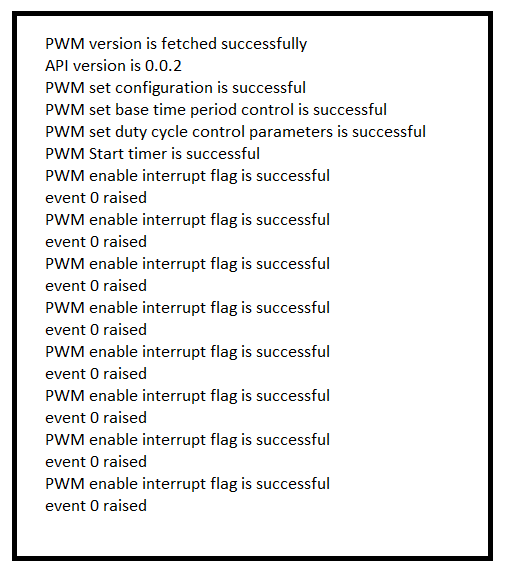 PWM version is fetched successfully
API version is 0.0.2
PWM set configuration is successful
PWM set base time period control is successful
PWM set duty cycle control parameters is successful
PWM Start timer is successful
PWM enable interrupt flag is successful
event 0 raised
PWM enable interrupt flag is successful
event 0 raised
PWM enable interrupt flag is successful
event 0 raised
PWM enable interrupt flag is successful
event 0 raised
PWM enable interrupt flag is successful
event 0 raised
PWM enable interrupt flag is successful
event 0 raised
PWM enable interrupt flag is successful
event 0 raised
PWM enable interrupt flag is successful
event 0 raised